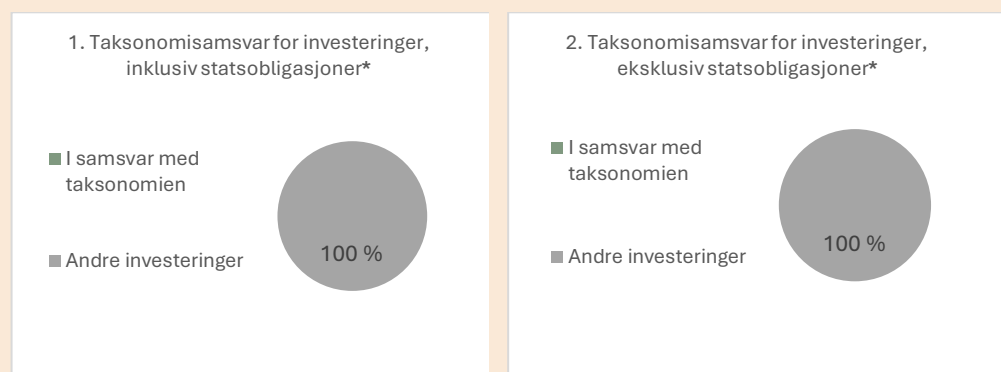 1. Taksonomisamsvar for investeringer,
inklusiv statsobligasjoner*
I samsvar med
taksonomien
Andre investeringer
100 %
2. Taksonomisamsvar for investeringer,
eksklusiv statsobligasjoner*
I samsvar med
taksonomien
Andre investeringer
100 %